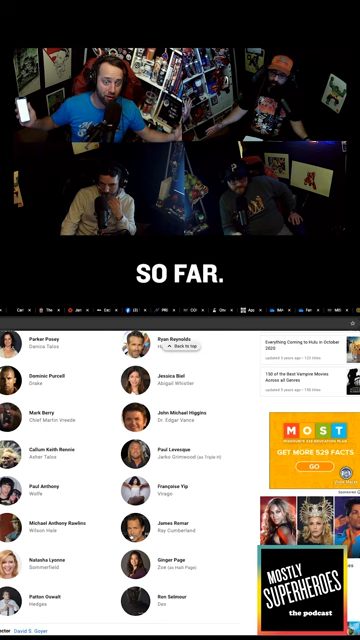 SO FAR.
Parker Posey
Danica Talos
Ryan Reynolds
Back to top
Dominic Purcell
Drake
Jessica Biel
Abigail Whistler
Mark Berry
Chief Martin Vreede
John Michael Higgins
Dr. Edgar Vance
Callum Keith Rennie
Asher Talos
Paul Levesque
Jarko Grimwood (as Triple H)
Paul Anthony
Wolfe
Françoise Yip
Virago
Michael Anthony Rawlins
Wilson Hale
James Remar
Ray Cumberland
Natasha Lyonne
Sommerfield
Ginger Page
Zoe (as Haili Page)
Patton Oswalt
Hedges
Ron Selmour
Dex
David S. Goyer
Everything Coming to Hulu in October
2020
150 of the Best Vampire Movies
Across all Genres
MOST
GET MORE 529 FACTS
GO
MOSTLY
SUPERHEROES
the podcast